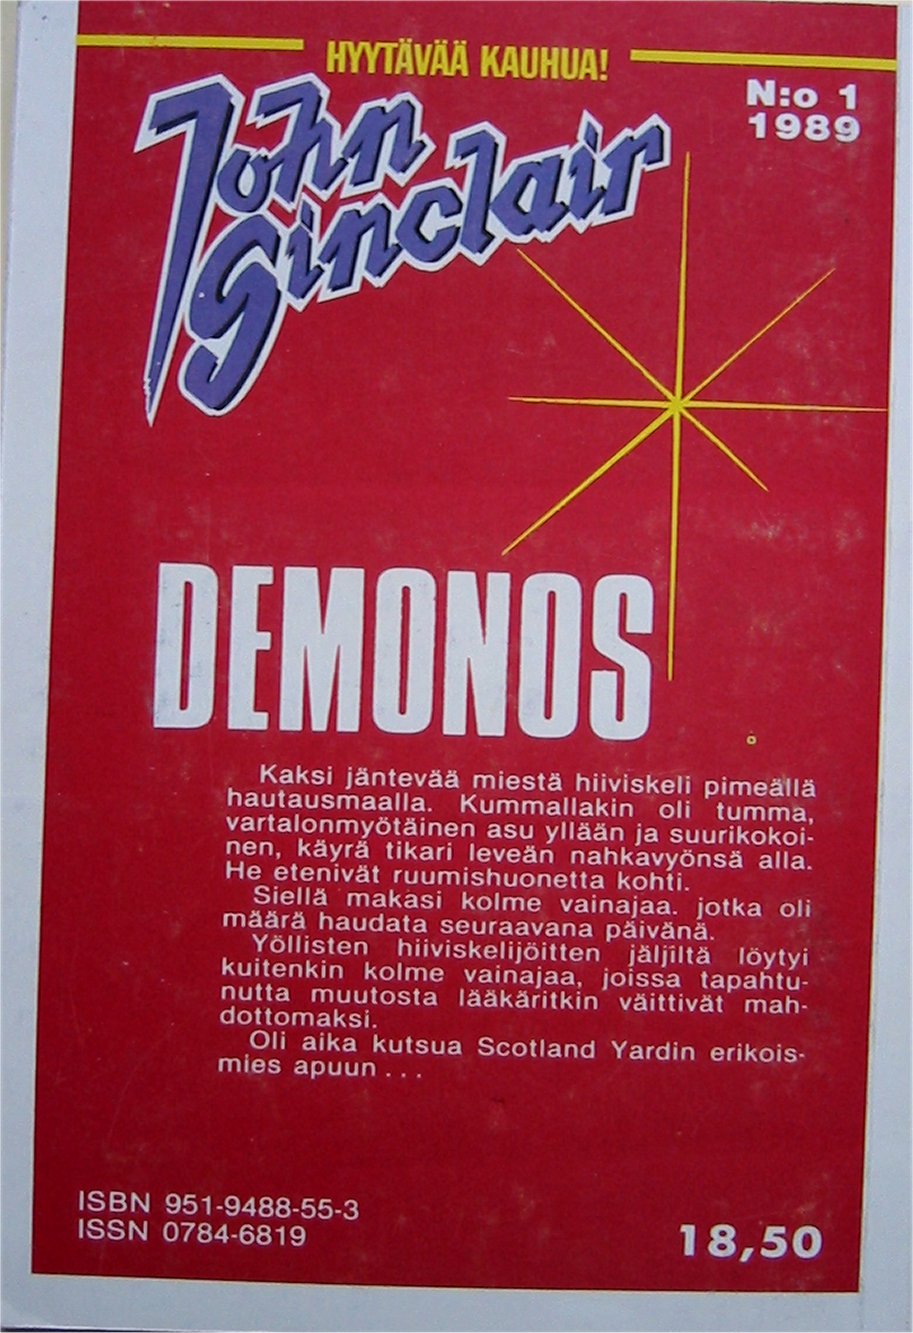 HYYTÄVÄÄ KAUHUA!
N:o 1
1989
John
Sinclair
DEMONOS
Kaksi jäntevää miestä hiiviskeli pimeällä
hautausmaalla. Kummallakin oli tumma,
vartalonmyötäinen asu yllään ja suurikokoi-
nen, käyrä tikari leveän nahkavyönsä alla.
He etenivät ruumishuonetta kohti.
Siellä makasi kolme vainajaa. jotka oli
määrä haudata seuraavana päivänä.
Yöllisten hiiviskelijöitten jäljiltä löytyi
kuitenkin kolme vainajaa, joissa tapahtu-
nutta muutosta lääkäritkin väittivät mah-
dottomaksi.
Oli aika kutsua Scotland Yardin erikois-
mies apuun ...
ISBN 951-9488-55-3
ISSN 0784-6819
18,50